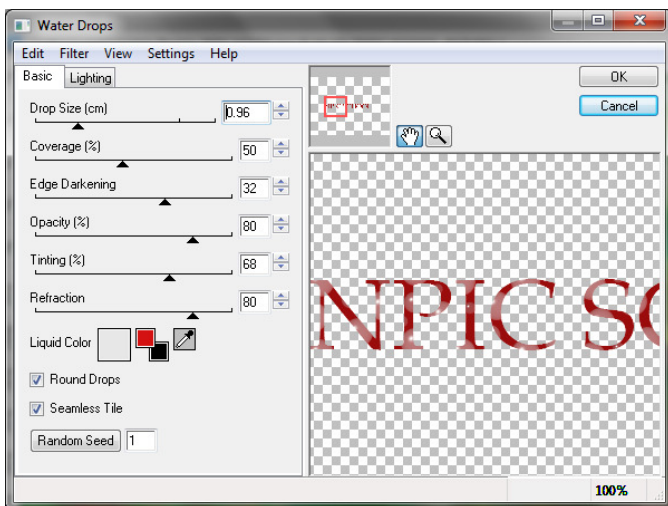 Water Drops
Edit Filter View Settings Help
Basic Lighting
OK
Cancel
Drop Size (cm) 0.96
Coverage (%) 50
Edge Darkening 32
Opacity (%) 80
Tinting (%) 68
Refraction 80
NPIC SO
Liquid Color
Round Drops
Seamless Tile
Random Seed 1
100%